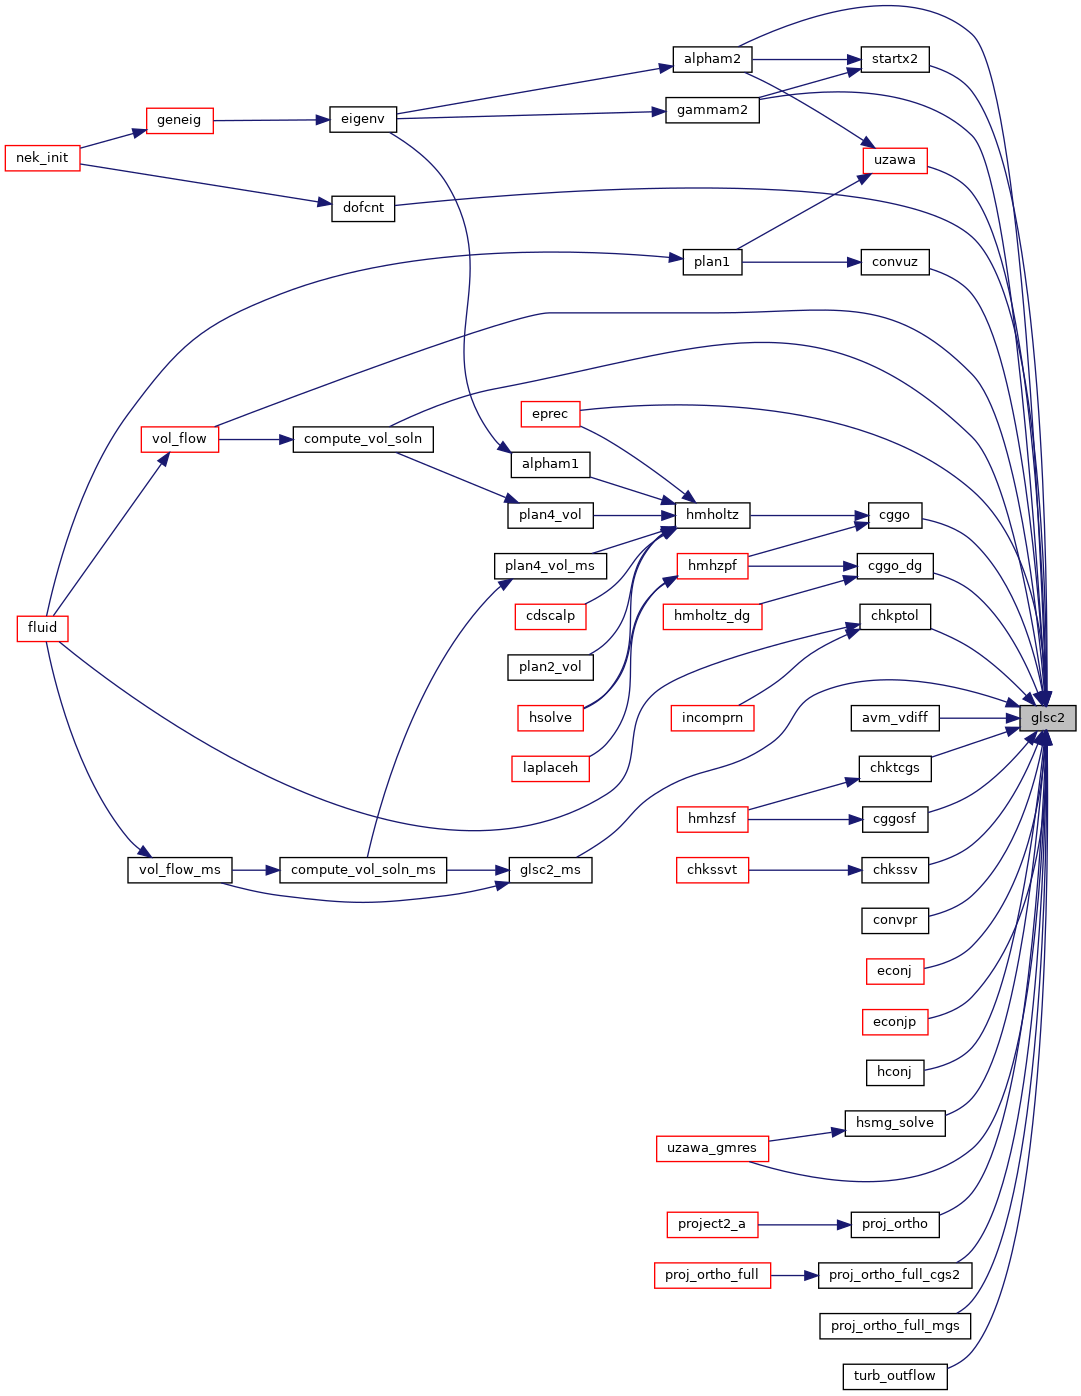 alpham2
startx2
gammam2
geneig
eigenv
nek_init
uzawa
dofcnt
plan1
convuz
eprec
vol_flow
compute_vol_soln
alpham1
plan4_vol
hmholtz
cggo
plan4_vol_ms
hmhzpf
cggo_dg
cdscalp
hmholtz_dg
chkptol
fluid
plan2_vol
hsolve
incomprn
avm_vdiff
glsc2
laplaceh
chktcgs
hmhzsf
cggosf
vol_flow_ms
compute_vol_soln_ms
glsc2_ms
chkssvt
chkssv
convpr
econj
econjp
hconj
hsmg_solve
uzawa_gmres
project2_a
proj_ortho
proj_ortho_full
proj_ortho_full_cgs2
proj_ortho_full_mgs
turb_outflow